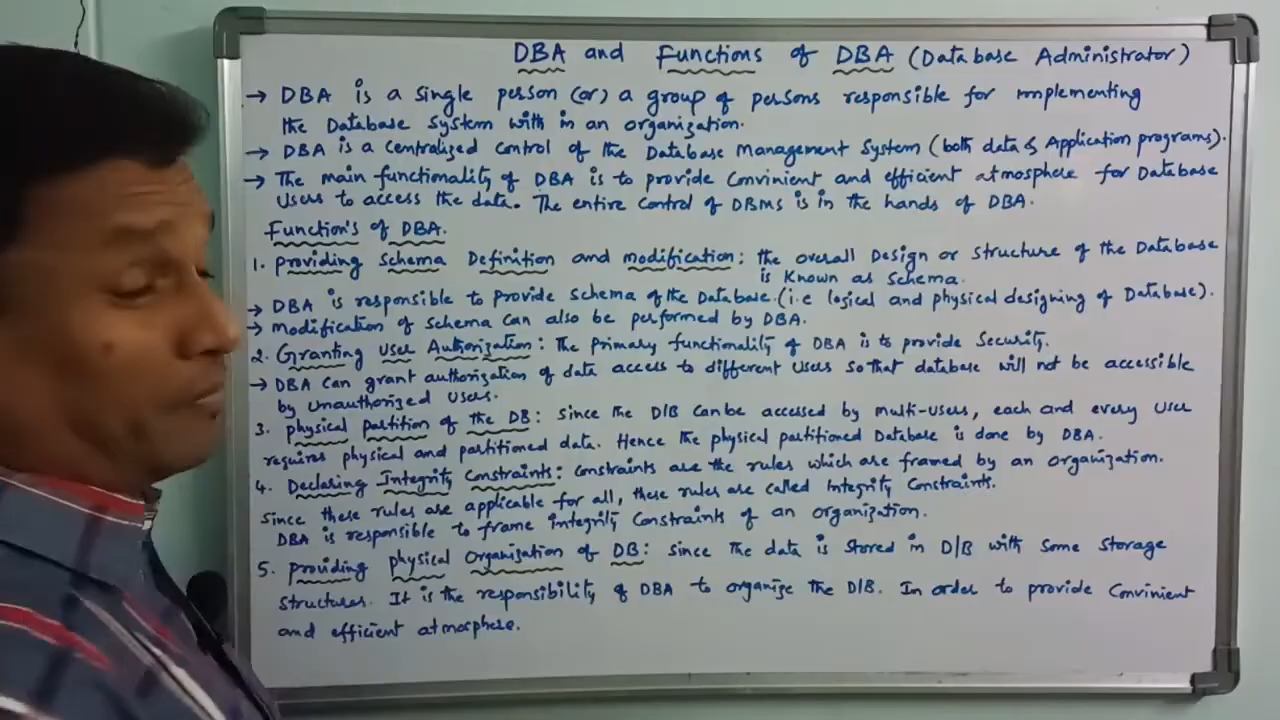 DBA and Functions of DBA (Database Administrator)
→ DBA is a single person (or) a group of persons responsible for implementing
the Database System with in an organization.
→ DBA is a centralized control of the Database Management System (both data & Application programs).
→ The main functionality of DBA is to provide Convinient and efficient atmosphere for Database
Users to access the data. The entire Control of DBMS is in the hands of DBA.
Function's of DBA.
1. Providing Schema Definition and modification: the overall Design or structure of the Database
is Known as Schema.
→ DBA is responsible to provide Schema of the Database. (i.e logical and physical designing of Database).
→ modification of Schema can also be performed by DBA.
2. Granting User Authorization: The primary functionality of DBA is to provide Security.
→ DBA can grant authorization of data access to different users so that database will not be accessible
by unauthorized users.
3. physical partition of the DB: Since the D/B can be accessed by multi-users, each and every user
requires physical and partitioned data. Hence the physical partitioned Database is done by DBA.
4. Declaring Integrity Constraints: Constraints are the rules which are framed by an organization.
Since these rules are applicable for all, these rules are called Integrity Constraints.
DBA is responsible to frame integrity Constraints of an organization.
5. Providing physical Organization of DB: Since the data is stored in D/B with some storage
structures. It is the responsibility of DBA to organize the D/B. In order to provide Convinient
and efficient atmosphere.